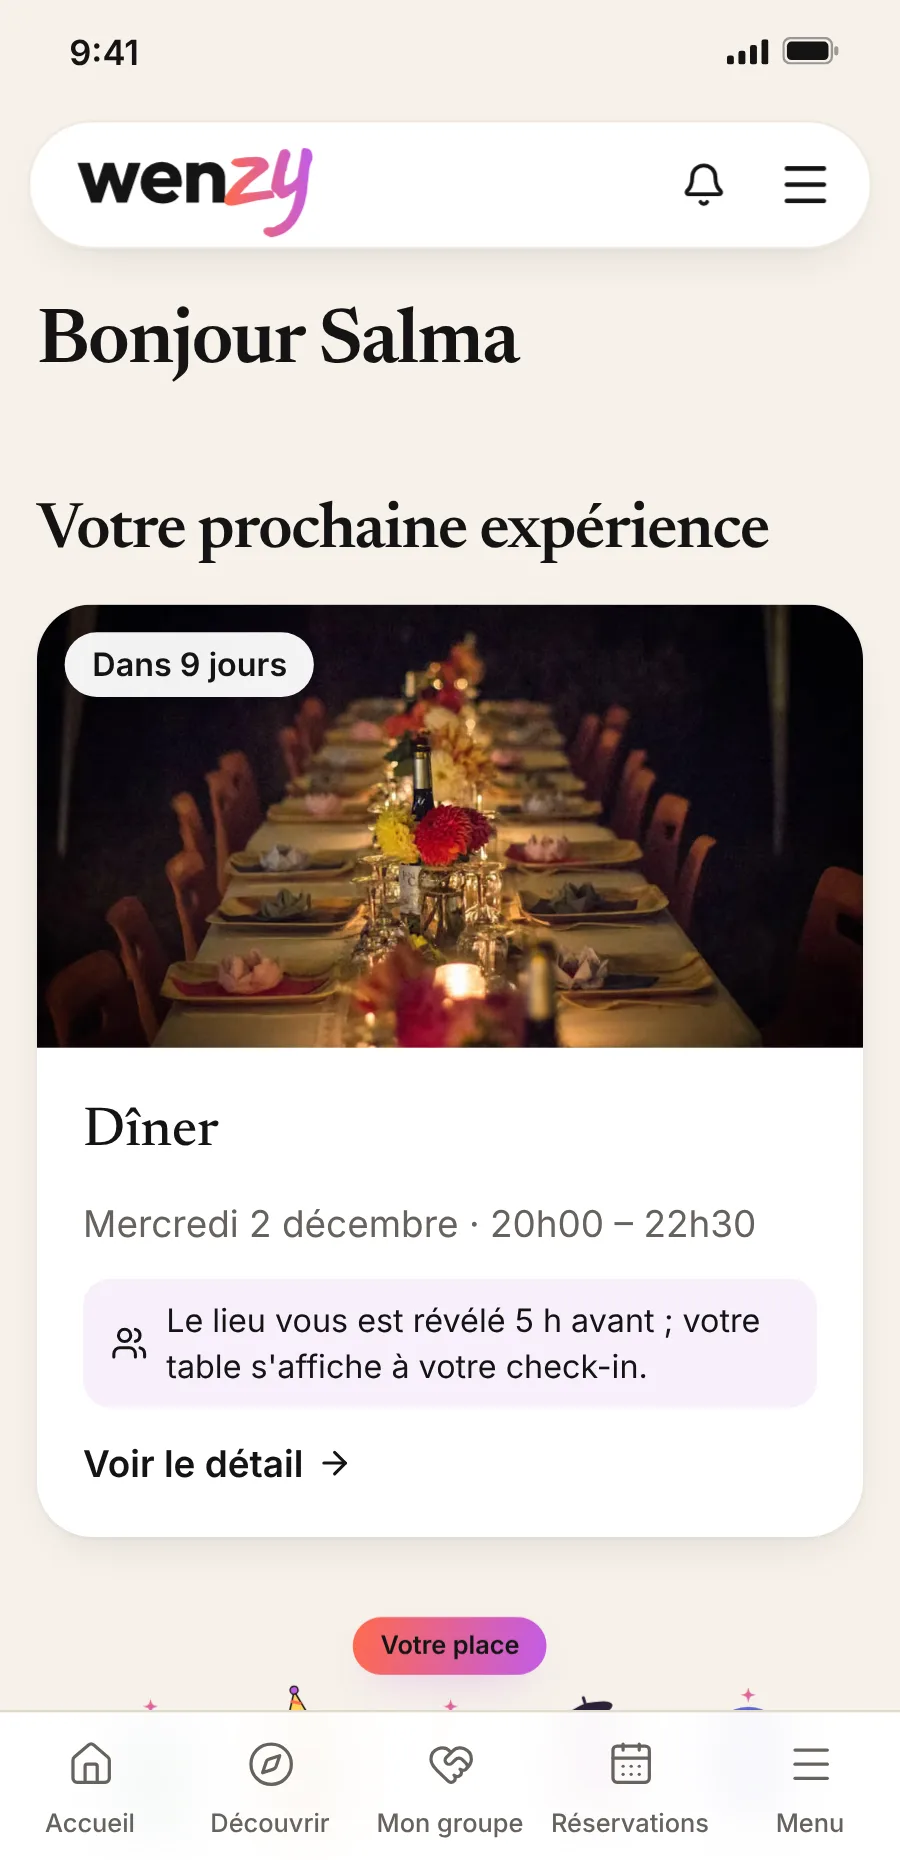 9:41
wenzy
Bonjour Salma
Votre prochaine expérience
Dans 9 jours
Dîner
Mercredi 2 décembre · 20h00 – 22h30
Le lieu vous est révélé 5 h avant ; votre
table s'affiche à votre check-in.
Voir le détail →
Votre place
Accueil
Découvrir
Mon groupe
Réservations
Menu